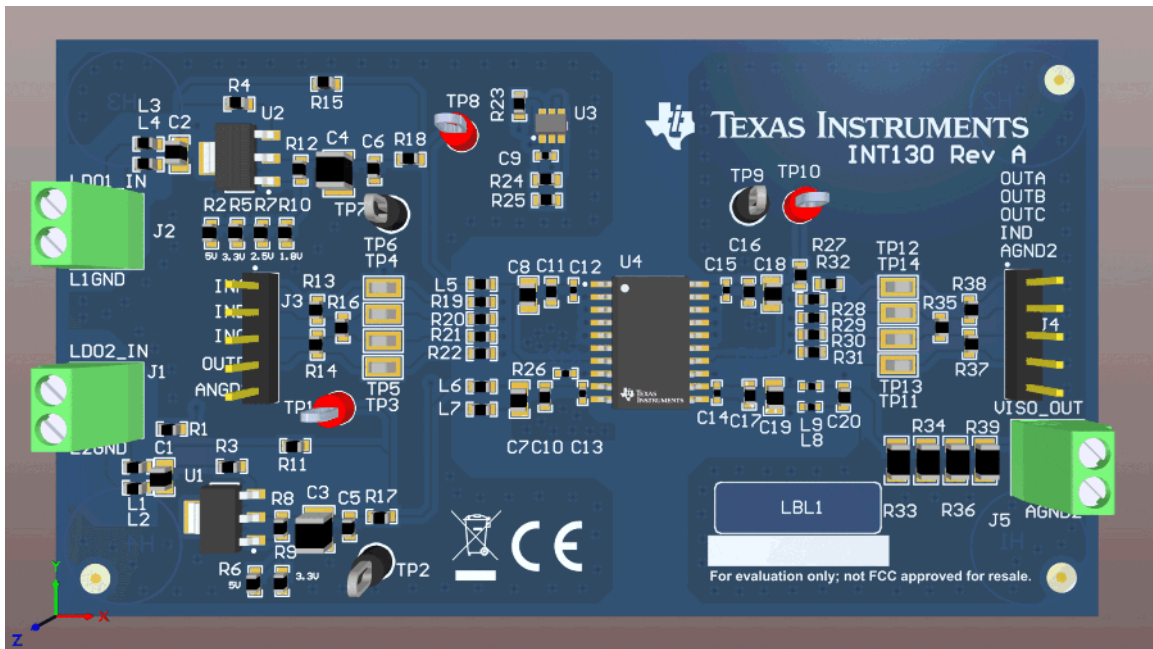 TEXAS INSTRUMENTS
INT130 Rev A
R4
R15
L3
L4
C2
U2
R12
C4
C6
R18
TP8
R23
U3
C9
R24
R25
LDO1_IN
J2
L1GND
R2
R5
R7
R10
5V
3.3V
2.5V
1.8V
TP7
TP6
TP4
TP9
TP10
OUTA
OUTB
OUTC
IND
AGND2
J3
R13
R16
R14
L5
R19
R20
R21
R22
L6
L7
C8
C11
C12
U4
TEXAS
INSTRUMENTS
C15
C16
C18
R27
R32
R28
R29
R30
R31
TP12
TP14
R35
R38
R37
J4
LDO2_IN
J1
ANGD
TP5
TP3
TP1
R26
C7
C10
C13
C14
C17
C19
L9
L8
C20
TP13
TP11
VISO_OUT
R1
C1
R3
R11
L1
L2
U1
R8
C3
C5
R17
R9
R6
5V
3.3V
TP2
CE
LBL1
R33
R34
R36
R39
J5
AGND2
For evaluation only; not FCC approved for resale.
Y
X
Z